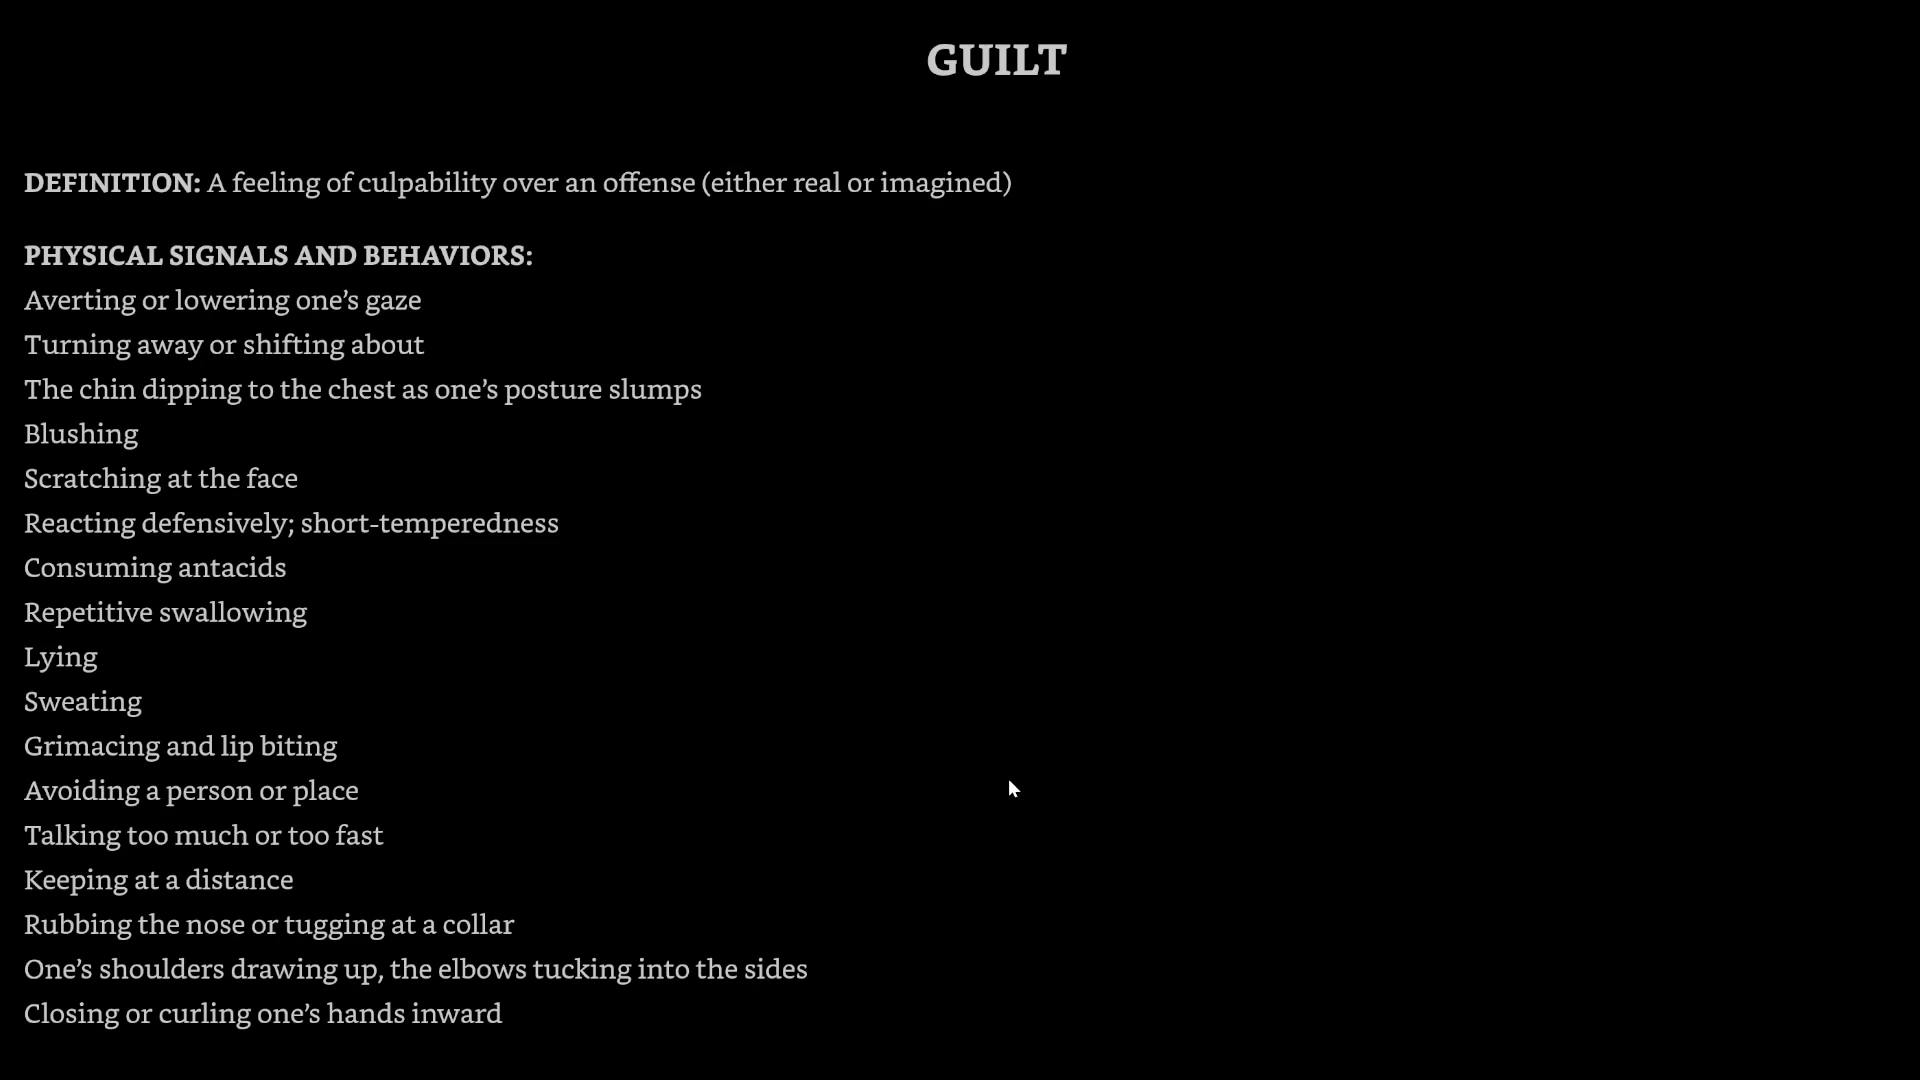 GUILT
DEFINITION: A feeling of culpability over an offense (either real or imagined)
PHYSICAL SIGNALS AND BEHAVIORS:
Averting or lowering one’s gaze
Turning away or shifting about
The chin dipping to the chest as one’s posture slumps
Blushing
Scratching at the face
Reacting defensively; short-temperedness
Consuming antacids
Repetitive swallowing
Lying
Sweating
Grimacing and lip biting
Avoiding a person or place
Talking too much or too fast
Keeping at a distance
Rubbing the nose or tugging at a collar
One’s shoulders drawing up, the elbows tucking into the sides
Closing or curling one’s hands inward